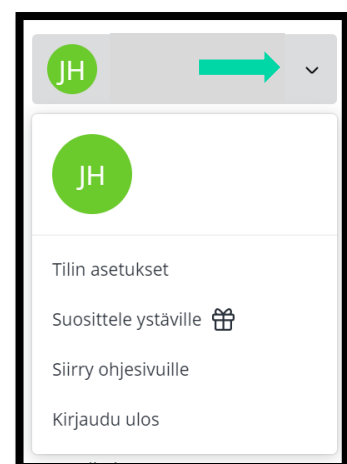 JH
JH
Tilin asetukset
Suosittele ystäville
Siirry ohjesivuille
Kirjaudu ulos